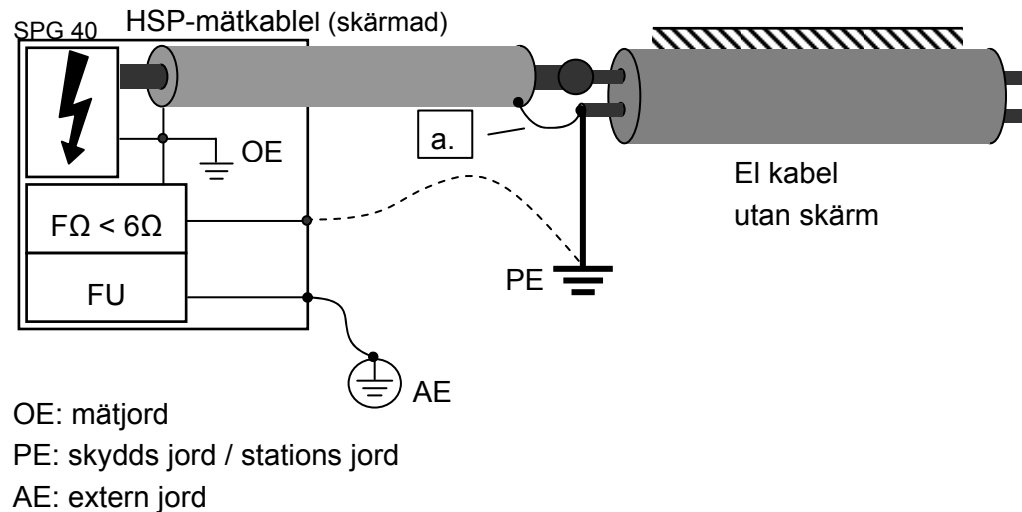 SPG 40
HSP-mätkablel (skärmad)
OE
a.
El kabel
utan skärm
FΩ < 6Ω
FU
PE
AE
OE: mätjord
PE: skydds jord / stations jord
AE: extern jord